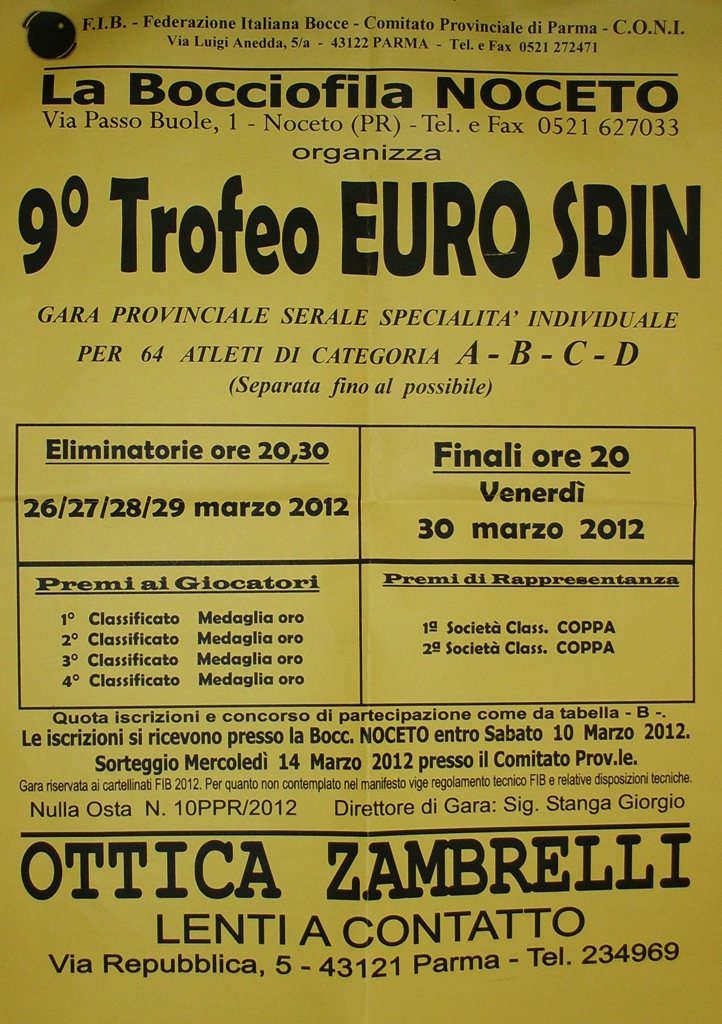 F.I.B. - Federazione Italiana Bocce - Comitato Provinciale di Parma - C.O.N.I.
Via Luigi Anedda, 5/a - 43122 PARMA - Tel. e Fax 0521 272471
La Bocciofila NOCETO
Via Passo Buole, 1 - Noceto (PR) - Tel. e Fax 0521 627033
organizza
9° Trofeo EURO SPIN
GARA PROVINCIALE SERALE SPECIALITA' INDIVIDUALE
PER 64 ATLETI DI CATEGORIA A - B - C - D
(Separata fino al possibile)
Eliminatorie ore 20,30
26/27/28/29 marzo 2012
Finali ore 20
Venerdì
30 marzo 2012
Premi ai Giocatori
1° Classificato Medaglia oro
2° Classificato Medaglia oro
3° Classificato Medaglia oro
4° Classificato Medaglia oro
Premi di Rappresentanza
1ª Società Class. COPPA
2ª Società Class. COPPA
Quota iscrizioni e concorso di partecipazione come da tabella - B -.
Le iscrizioni si ricevono presso la Bocc. NOCETO entro Sabato 10 Marzo 2012.
Sorteggio Mercoledì 14 Marzo 2012 presso il Comitato Prov.le.
Gara riservata ai cartellinati FIB 2012. Per quanto non contemplato nel manifesto vige regolamento tecnico FIB e relative disposizioni tecniche.
Nulla Osta N. 10PPR/2012 Direttore di Gara: Sig. Stanga Giorgio
OTTICA ZAMBRELLI
LENTI A CONTATTO
Via Repubblica, 5 - 43121 Parma - Tel. 234969